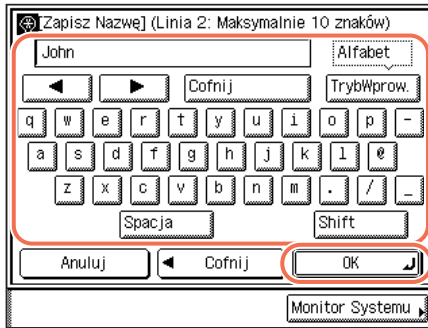 [Zapisz Nazwę] (Linia 2: Maksymalnie 10 znaków)
John Alfabet
◀ ▶ Cofnij TrybWprow.
q w e r t y u i o p -
a s d f g h j k l @
z x c v b n m . / _
Spacja Shift
Anuluj ◀ Cofnij OK
Monitor Systemu